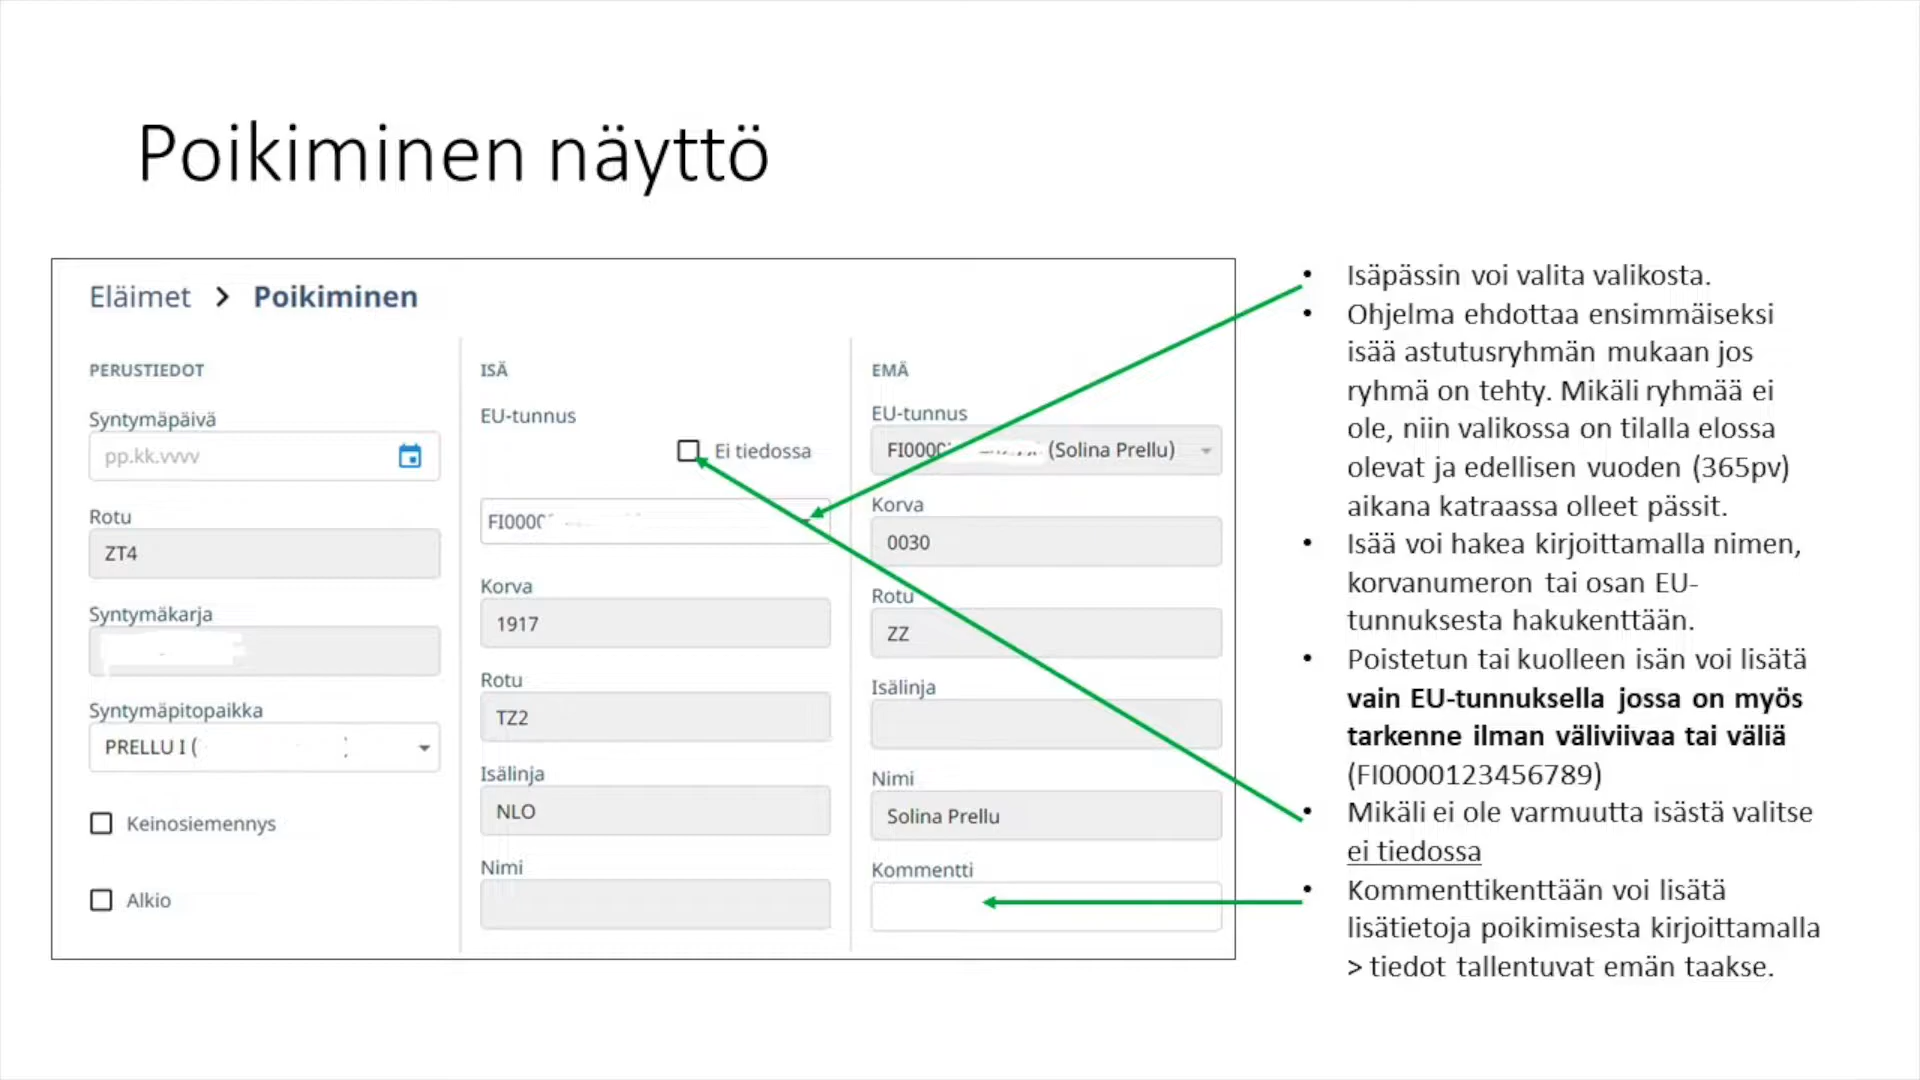 Poikiminen näyttö
Eläimet > Poikiminen
PERUSTIEDOT
Syntymäpäivä
pp.kk.vvvv
Rotu
ZT4
Syntymäkarja
Syntymäpitopaikka
PRELLU I ( )
Keinosiemennys
Alkio
ISÄ
EU-tunnus
Ei tiedossa
FI0000
Korva
1917
Rotu
TZ2
Isälinja
NLO
Nimi
EMÄ
EU-tunnus
FI0000 (Solina Prellu)
Korva
0030
Rotu
ZZ
Isälinja
Nimi
Solina Prellu
Kommentti
• Isäpässin voi valita valikosta.
• Ohjelma ehdottaa ensimmäiseksi
isää astutusryhmän mukaan jos
ryhmä on tehty. Mikäli ryhmää ei
ole, niin valikossa on tilalla elossa
olevat ja edellisen vuoden (365pv)
aikana katraassa olleet pässit.
• Isää voi hakea kirjoittamalla nimen,
korvanumeron tai osan EU-
tunnuksesta hakukenttään.
• Poistetun tai kuolleen isän voi lisätä
vain EU-tunnuksella jossa on myös
tarkenne ilman väliviivaa tai väliä
(FI0000123456789)
• Mikäli ei ole varmuutta isästä valitse
ei tiedossa
• Kommenttikenttään voi lisätä
lisätietoja poikimisesta kirjoittamalla
> tiedot tallentuvat emän taakse.